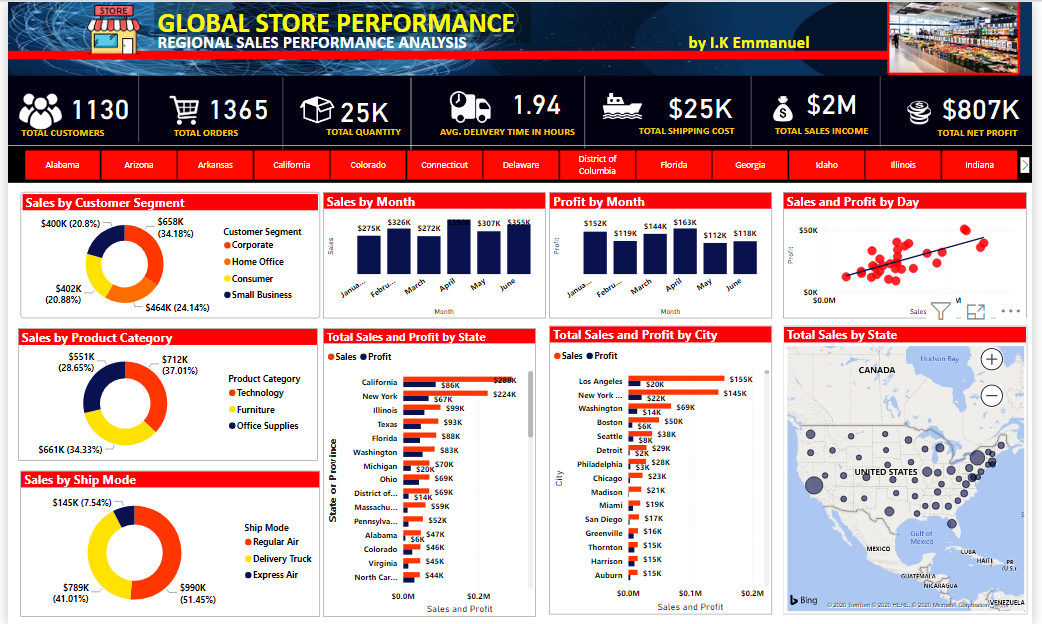 STORE
GLOBAL STORE PERFORMANCE
REGIONAL SALES PERFORMANCE ANALYSIS
by I.K Emmanuel
1130
TOTAL CUSTOMERS
1365
TOTAL ORDERS
25K
TOTAL QUANTITY
1.94
AVG. DELIVERY TIME IN HOURS
$25K
TOTAL SHIPPING COST
$2M
TOTAL SALES INCOME
$807K
TOTAL NET PROFIT
Alabama
Arizona
Arkansas
California
Colorado
Connecticut
Delaware
District of
Columbia
Florida
Georgia
Idaho
Illinois
Indiana
Sales by Customer Segment
$400K (20.8%)
$658K
(34.18%)
$402K
(20.88%)
$464K (24.14%)
Customer Segment
Corporate
Home Office
Consumer
Small Business
Sales by Month
Sales
$275K
$326K
$272K
$307K
$355K
Janua...
Febru...
March
April
May
June
Month
Profit by Month
Profit
$152K
$119K
$144K
$163K
$112K
$118K
Janua...
Febru...
March
April
May
June
Month
Sales and Profit by Day
Profit
$50K
$0K
$0.0M
M
Sales
Sales by Product Category
$551K
(28.65%)
$712K
(37.01%)
$661K (34.33%)
Product Category
Technology
Furniture
Office Supplies
Sales by Ship Mode
$145K (7.54%)
$789K
(41.01%)
$990K
(51.45%)
Ship Mode
Regular Air
Delivery Truck
Express Air
Total Sales and Profit by State
Sales Profit
State or Province
California $288K
$86K
New York $224K
$67K
Illinois $99K
Texas $93K
Florida $88K
Washington $83K
Michigan $70K
$20K
Ohio $69K
District of... $69K
$14K
Massachu... $59K
Pennsylva... $52K
Alabama $47K
$6K
Colorado $46K
Virginia $45K
North Car... $44K
$0.0M $0.2M
Sales and Profit
Total Sales and Profit by City
Sales Profit
City
Los Angeles $155K
$20K
New York ... $145K
$22K
Washington $69K
$14K
Boston $50K
$6K
Seattle $38K
$8K
Detroit $29K
$2K
Philadelphia $28K
$3K
Chicago $23K
Madison $21K
Miami $19K
San Diego $17K
Greenville $16K
Thornton $15K
Harrison $15K
Auburn $15K
$0.0M $0.1M $0.2M
Sales and Profit
Total Sales by State
Hudson Bay
CANADA
UNITED STATES
Gulf of
Mexico
MEXICO
CUBA
HAITI
PR
(U.S.)
GUATEMALA
NICARAGUA
VENEZUELA
Bing
© 2020 TomTom © 2020 HERE, © 2020 Microsoft Corporation